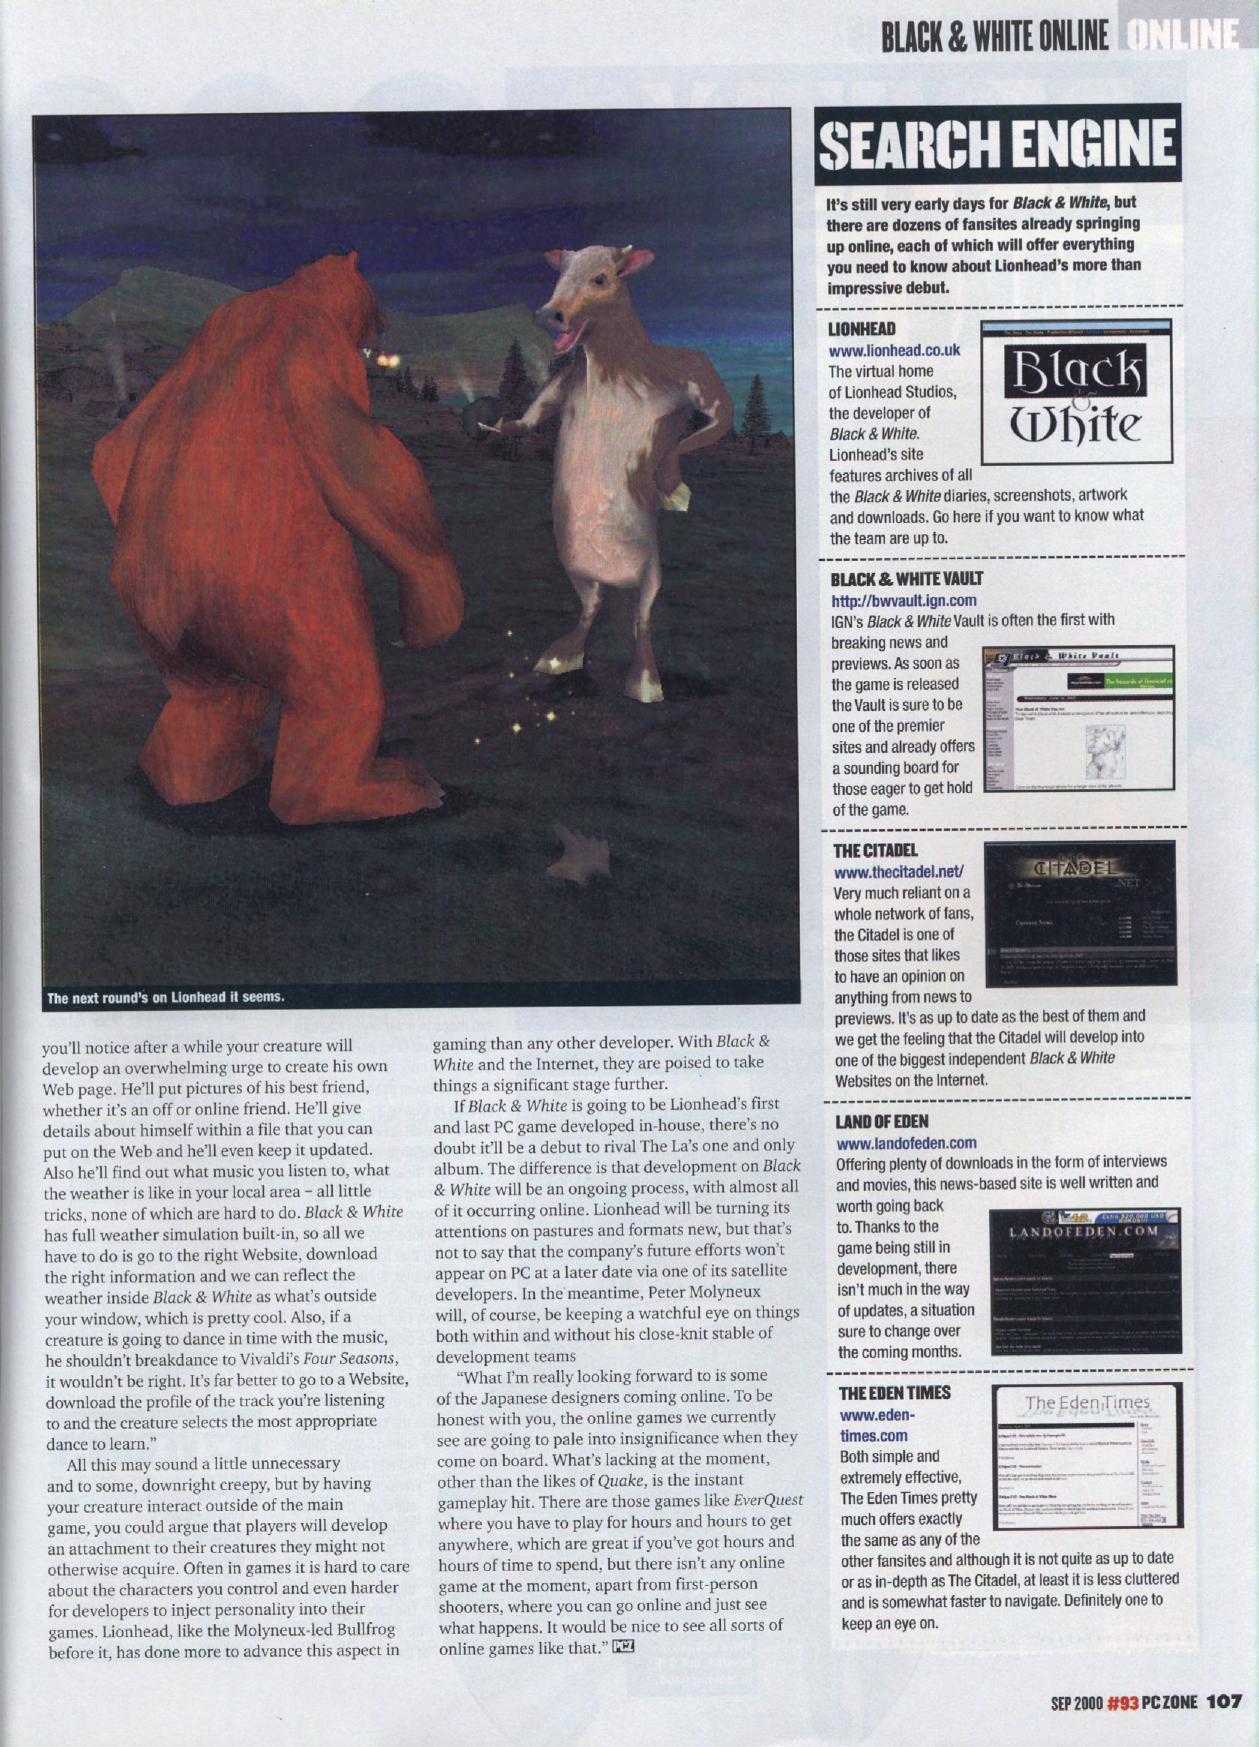 BLACK & WHITE ONLINE ONLINE
The next round's on Lionhead it seems.
you'll notice after a while your creature will
develop an overwhelming urge to create his own
Web page. He'll put pictures of his best friend,
whether it's an off or online friend. He'll give
details about himself within a file that you can
put on the Web and he'll even keep it updated.
Also he'll find out what music you listen to, what
the weather is like in your local area – all little
tricks, none of which are hard to do. Black & White
has full weather simulation built-in, so all we
have to do is go to the right Website, download
the right information and we can reflect the
weather inside Black & White as what's outside
your window, which is pretty cool. Also, if a
creature is going to dance in time with the music,
he shouldn't breakdance to Vivaldi's Four Seasons,
it wouldn't be right. It's far better to go to a Website,
download the profile of the track you're listening
to and the creature selects the most appropriate
dance to learn."
All this may sound a little unnecessary
and to some, downright creepy, but by having
your creature interact outside of the main
game, you could argue that players will develop
an attachment to their creatures they might not
otherwise acquire. Often in games it is hard to care
about the characters you control and even harder
for developers to inject personality into their
games. Lionhead, like the Molyneux-led Bullfrog
before it, has done more to advance this aspect in
gaming than any other developer. With Black &
White and the Internet, they are poised to take
things a significant stage further.
If Black & White is going to be Lionhead's first
and last PC game developed in-house, there's no
doubt it'll be a debut to rival The La's one and only
album. The difference is that development on Black
& White will be an ongoing process, with almost all
of it occurring online. Lionhead will be turning its
attentions on pastures and formats new, but that's
not to say that the company's future efforts won't
appear on PC at a later date via one of its satellite
developers. In the meantime, Peter Molyneux
will, of course, be keeping a watchful eye on things
both within and without his close-knit stable of
development teams
"What I'm really looking forward to is some
of the Japanese designers coming online. To be
honest with you, the online games we currently
see are going to pale into insignificance when they
come on board. What's lacking at the moment,
other than the likes of Quake, is the instant
gameplay hit. There are those games like EverQuest
where you have to play for hours and hours to get
anywhere, which are great if you've got hours and
hours of time to spend, but there isn't any online
game at the moment, apart from first-person
shooters, where you can go online and just see
what happens. It would be nice to see all sorts of
online games like that." PCZ
SEARCH ENGINE
It's still very early days for Black & White, but
there are dozens of fansites already springing
up online, each of which will offer everything
you need to know about Lionhead's more than
impressive debut.
LIONHEAD
www.lionhead.co.uk
The virtual home
of Lionhead Studios,
the developer of
Black & White.
Lionhead's site
features archives of all
the Black & White diaries, screenshots, artwork
and downloads. Go here if you want to know what
the team are up to.
Black
&
White
BLACK & WHITE VAULT
http://bwvault.ign.com
IGN's Black & White Vault is often the first with
breaking news and
previews. As soon as
the game is released
the Vault is sure to be
one of the premier
sites and already offers
a sounding board for
those eager to get hold
of the game.
Black & White Vault
THE CITADEL
www.thecitadel.net/
Very much reliant on a
whole network of fans,
the Citadel is one of
those sites that likes
to have an opinion on
anything from news to
previews. It's as up to date as the best of them and
we get the feeling that the Citadel will develop into
one of the biggest independent Black & White
Websites on the Internet.
CITADEL
.NET
Current News
LAND OF EDEN
www.landofeden.com
Offering plenty of downloads in the form of interviews
and movies, this news-based site is well written and
worth going back
to. Thanks to the
game being still in
development, there
isn't much in the way
of updates, a situation
sure to change over
the coming months.
LANDOFEDEN.COM
THE EDEN TIMES
www.eden-
times.com
Both simple and
extremely effective,
The Eden Times pretty
much offers exactly
the same as any of the
other fansites and although it is not quite as up to date
or as in-depth as The Citadel, at least it is less cluttered
and is somewhat faster to navigate. Definitely one to
keep an eye on.
The Eden Times
SEP 2000 #93 PC ZONE 107